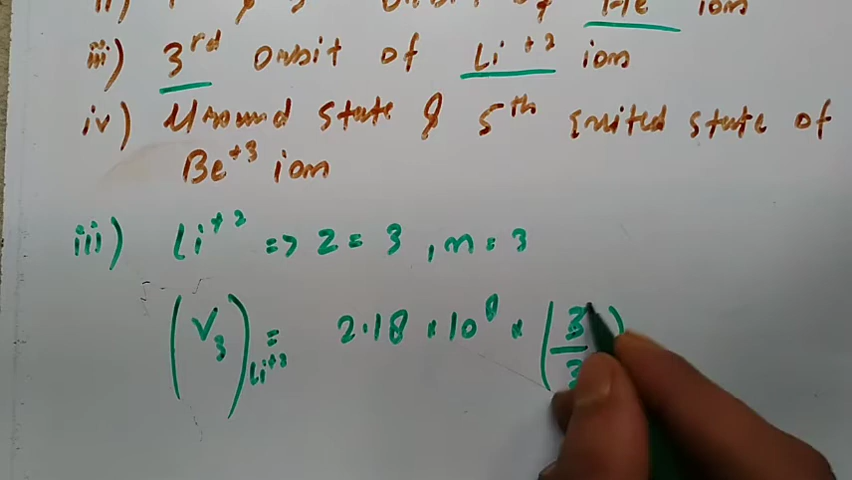 iii) 3rd orbit of Li+2 ion
iv) Ground state & 5th Exited state of
Be+3 ion
iii) Li+2 => Z = 3 , n = 3
(V3)Li+2 = 2.18 × 10^8 × (3/3)